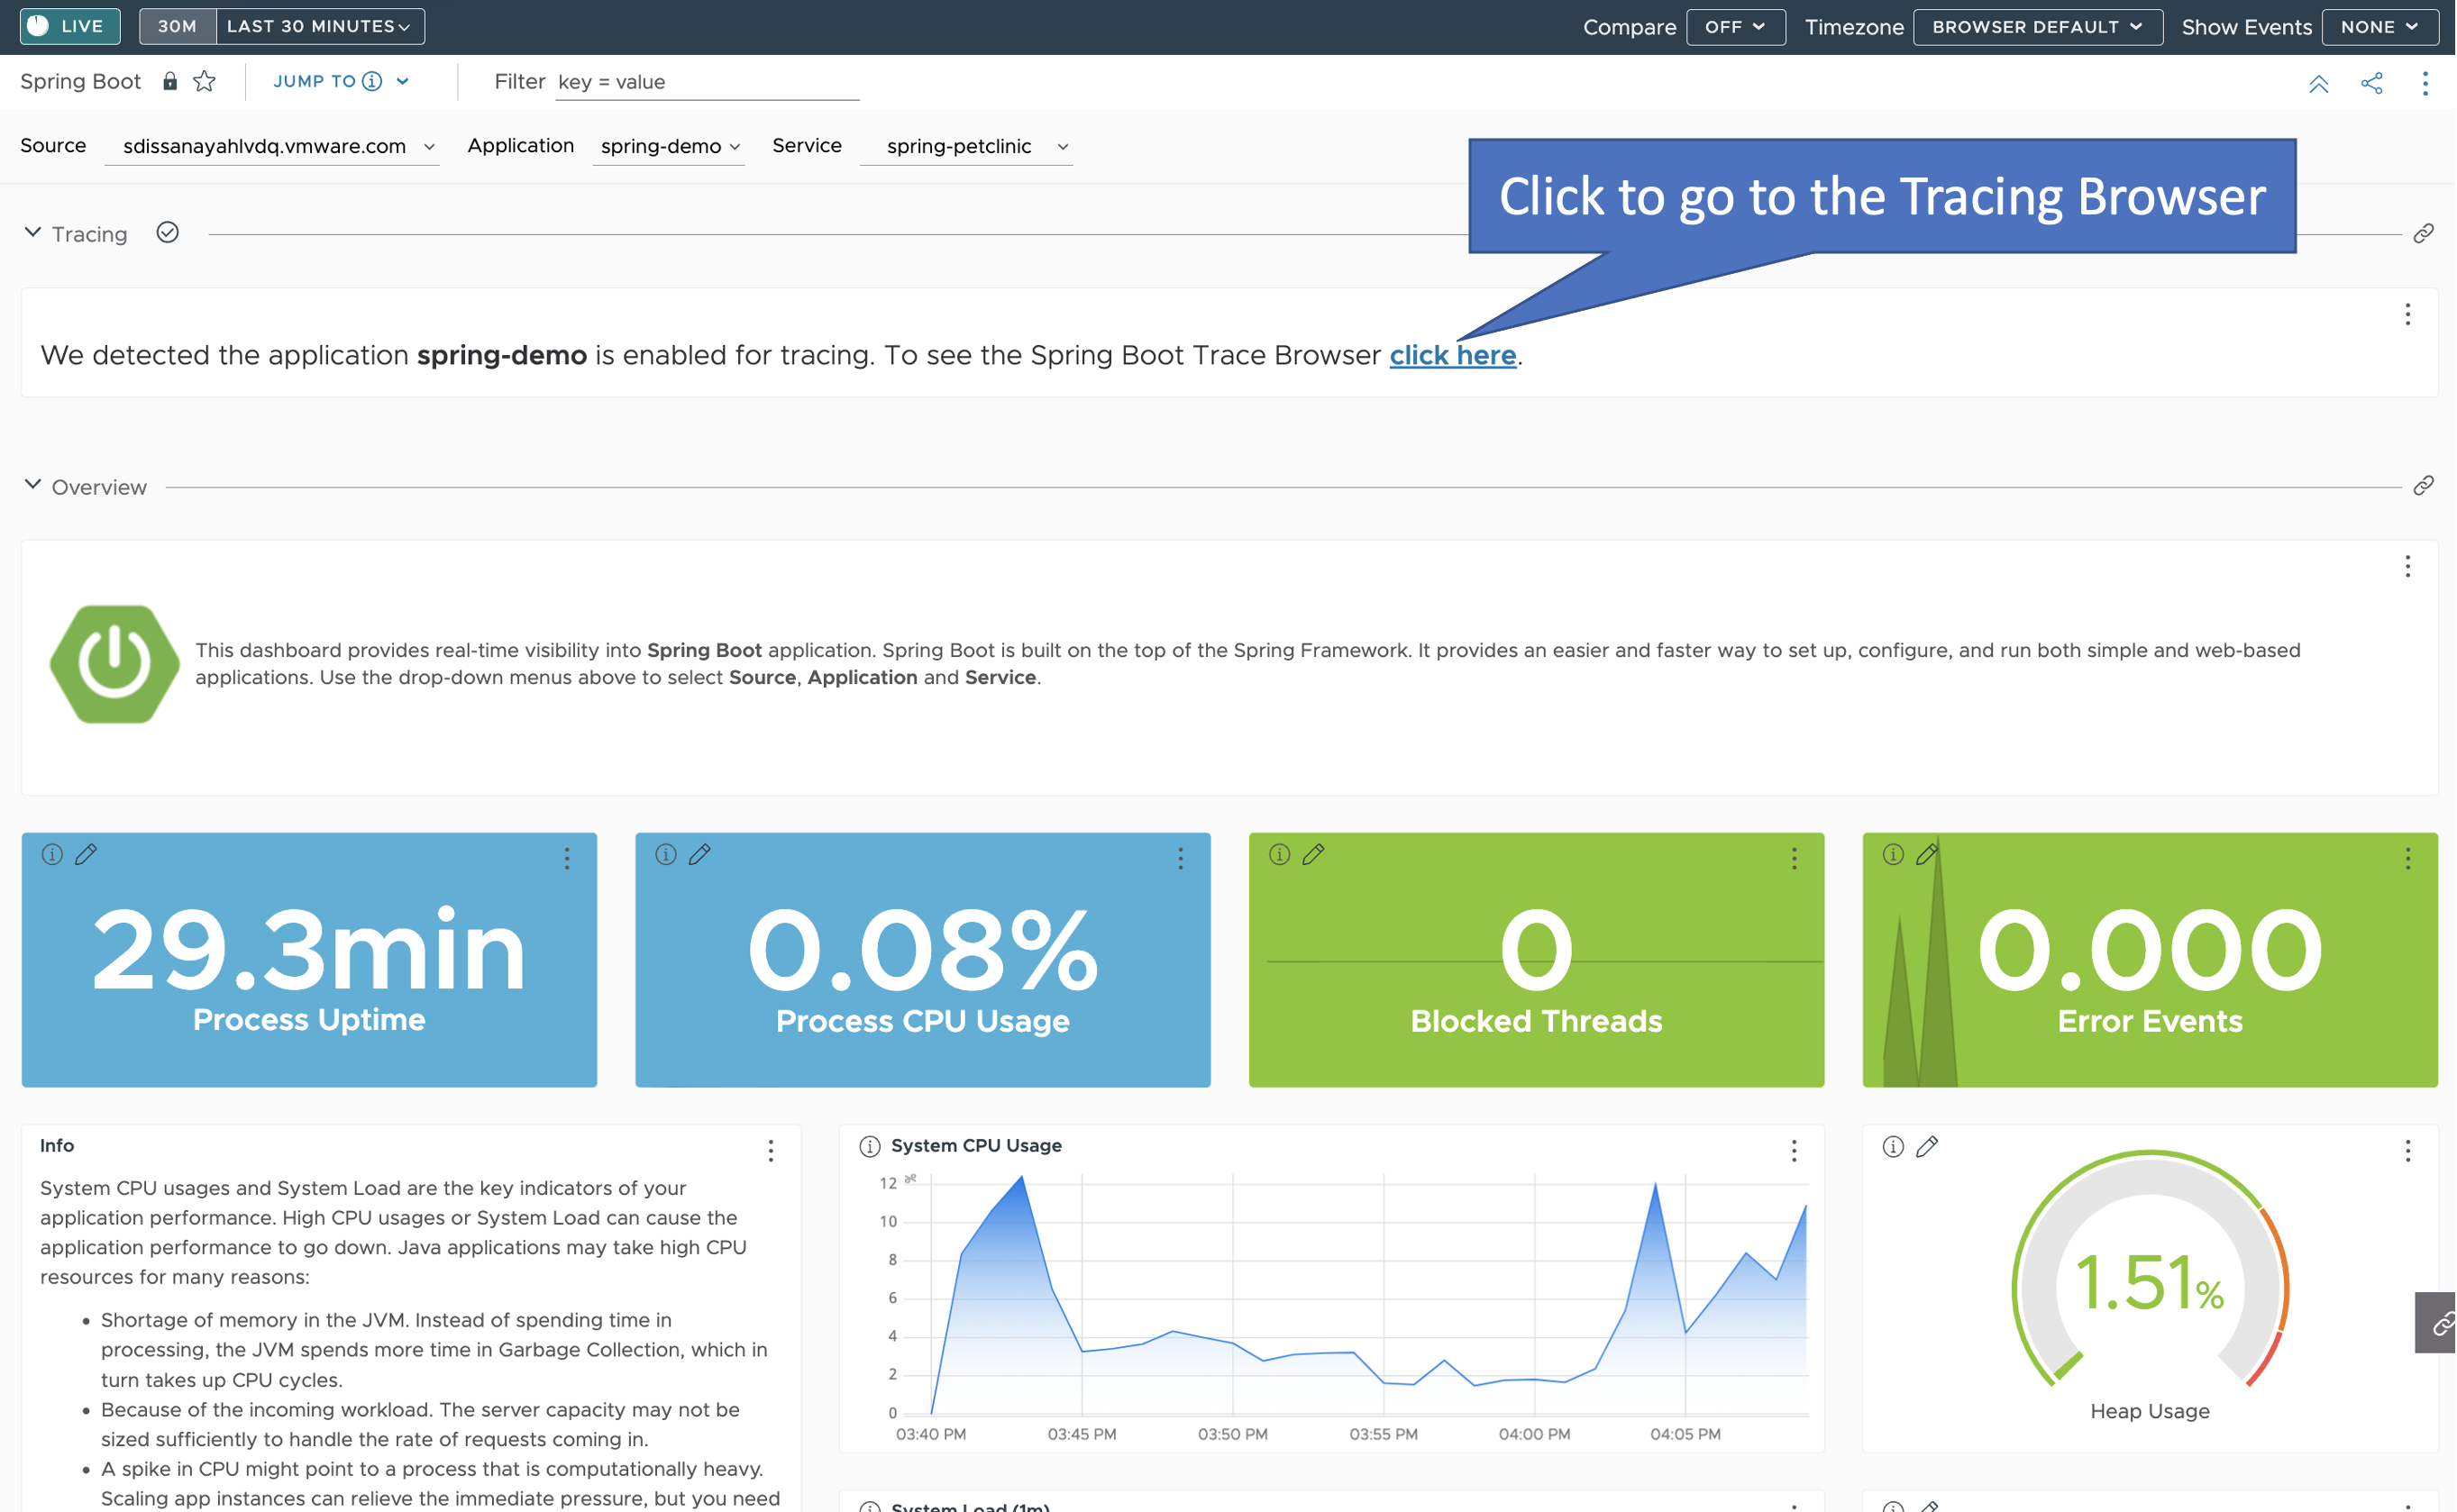 LIVE 30M LAST 30 MINUTES Compare OFF Timezone BROWSER DEFAULT Show Events NONE
Spring Boot JUMP TO Filter key = value
Source sdissanayahlvdq.vmware.com Application spring-demo Service spring-petclinic
Click to go to the Tracing Browser
Tracing
We detected the application spring-demo is enabled for tracing. To see the Spring Boot Trace Browser click here.
Overview
This dashboard provides real-time visibility into Spring Boot application. Spring Boot is built on the top of the Spring Framework. It provides an easier and faster way to set up, configure, and run both simple and web-based
applications. Use the drop-down menus above to select Source, Application and Service.
29.3min
Process Uptime
0.08%
Process CPU Usage
0
Blocked Threads
0.000
Error Events
Info
System CPU usages and System Load are the key indicators of your
application performance. High CPU usages or System Load can cause the
application performance to go down. Java applications may take high CPU
resources for many reasons:
• Shortage of memory in the JVM. Instead of spending time in
processing, the JVM spends more time in Garbage Collection, which in
turn takes up CPU cycles.
• Because of the incoming workload. The server capacity may not be
sized sufficiently to handle the rate of requests coming in.
• A spike in CPU might point to a process that is computationally heavy.
Scaling app instances can relieve the immediate pressure, but you need
System CPU Usage
12
10
8
6
4
2
0
03:40 PM 03:45 PM 03:50 PM 03:55 PM 04:00 PM 04:05 PM
1.51%
Heap Usage
System Load (1m)